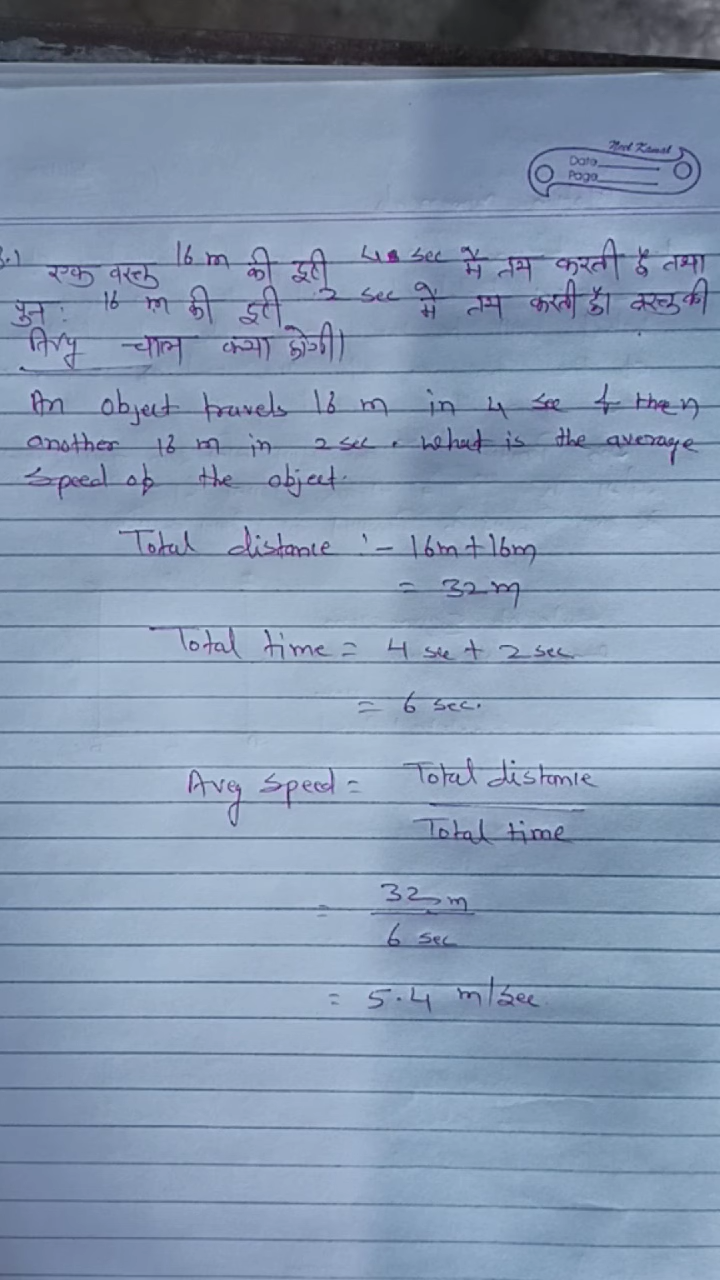 Neel Kamal
Date
Page
एक वस्तु 16 m की दूरी 4 sec में तय करती है तथा
पुन: 16 m की दूरी 2 sec में तय करती है। वस्तु की
चाल क्या होगी।
An object travels 16 m in 4 sec & then
another 16 m in 2 sec. What is the average
speed of the object.
Total distance :- 16m + 16m
= 32 m
Total time = 4 sec + 2 sec
= 6 sec.
Avg speed = Total distance
Total time
= 32 m
6 sec
= 5.4 m/sec